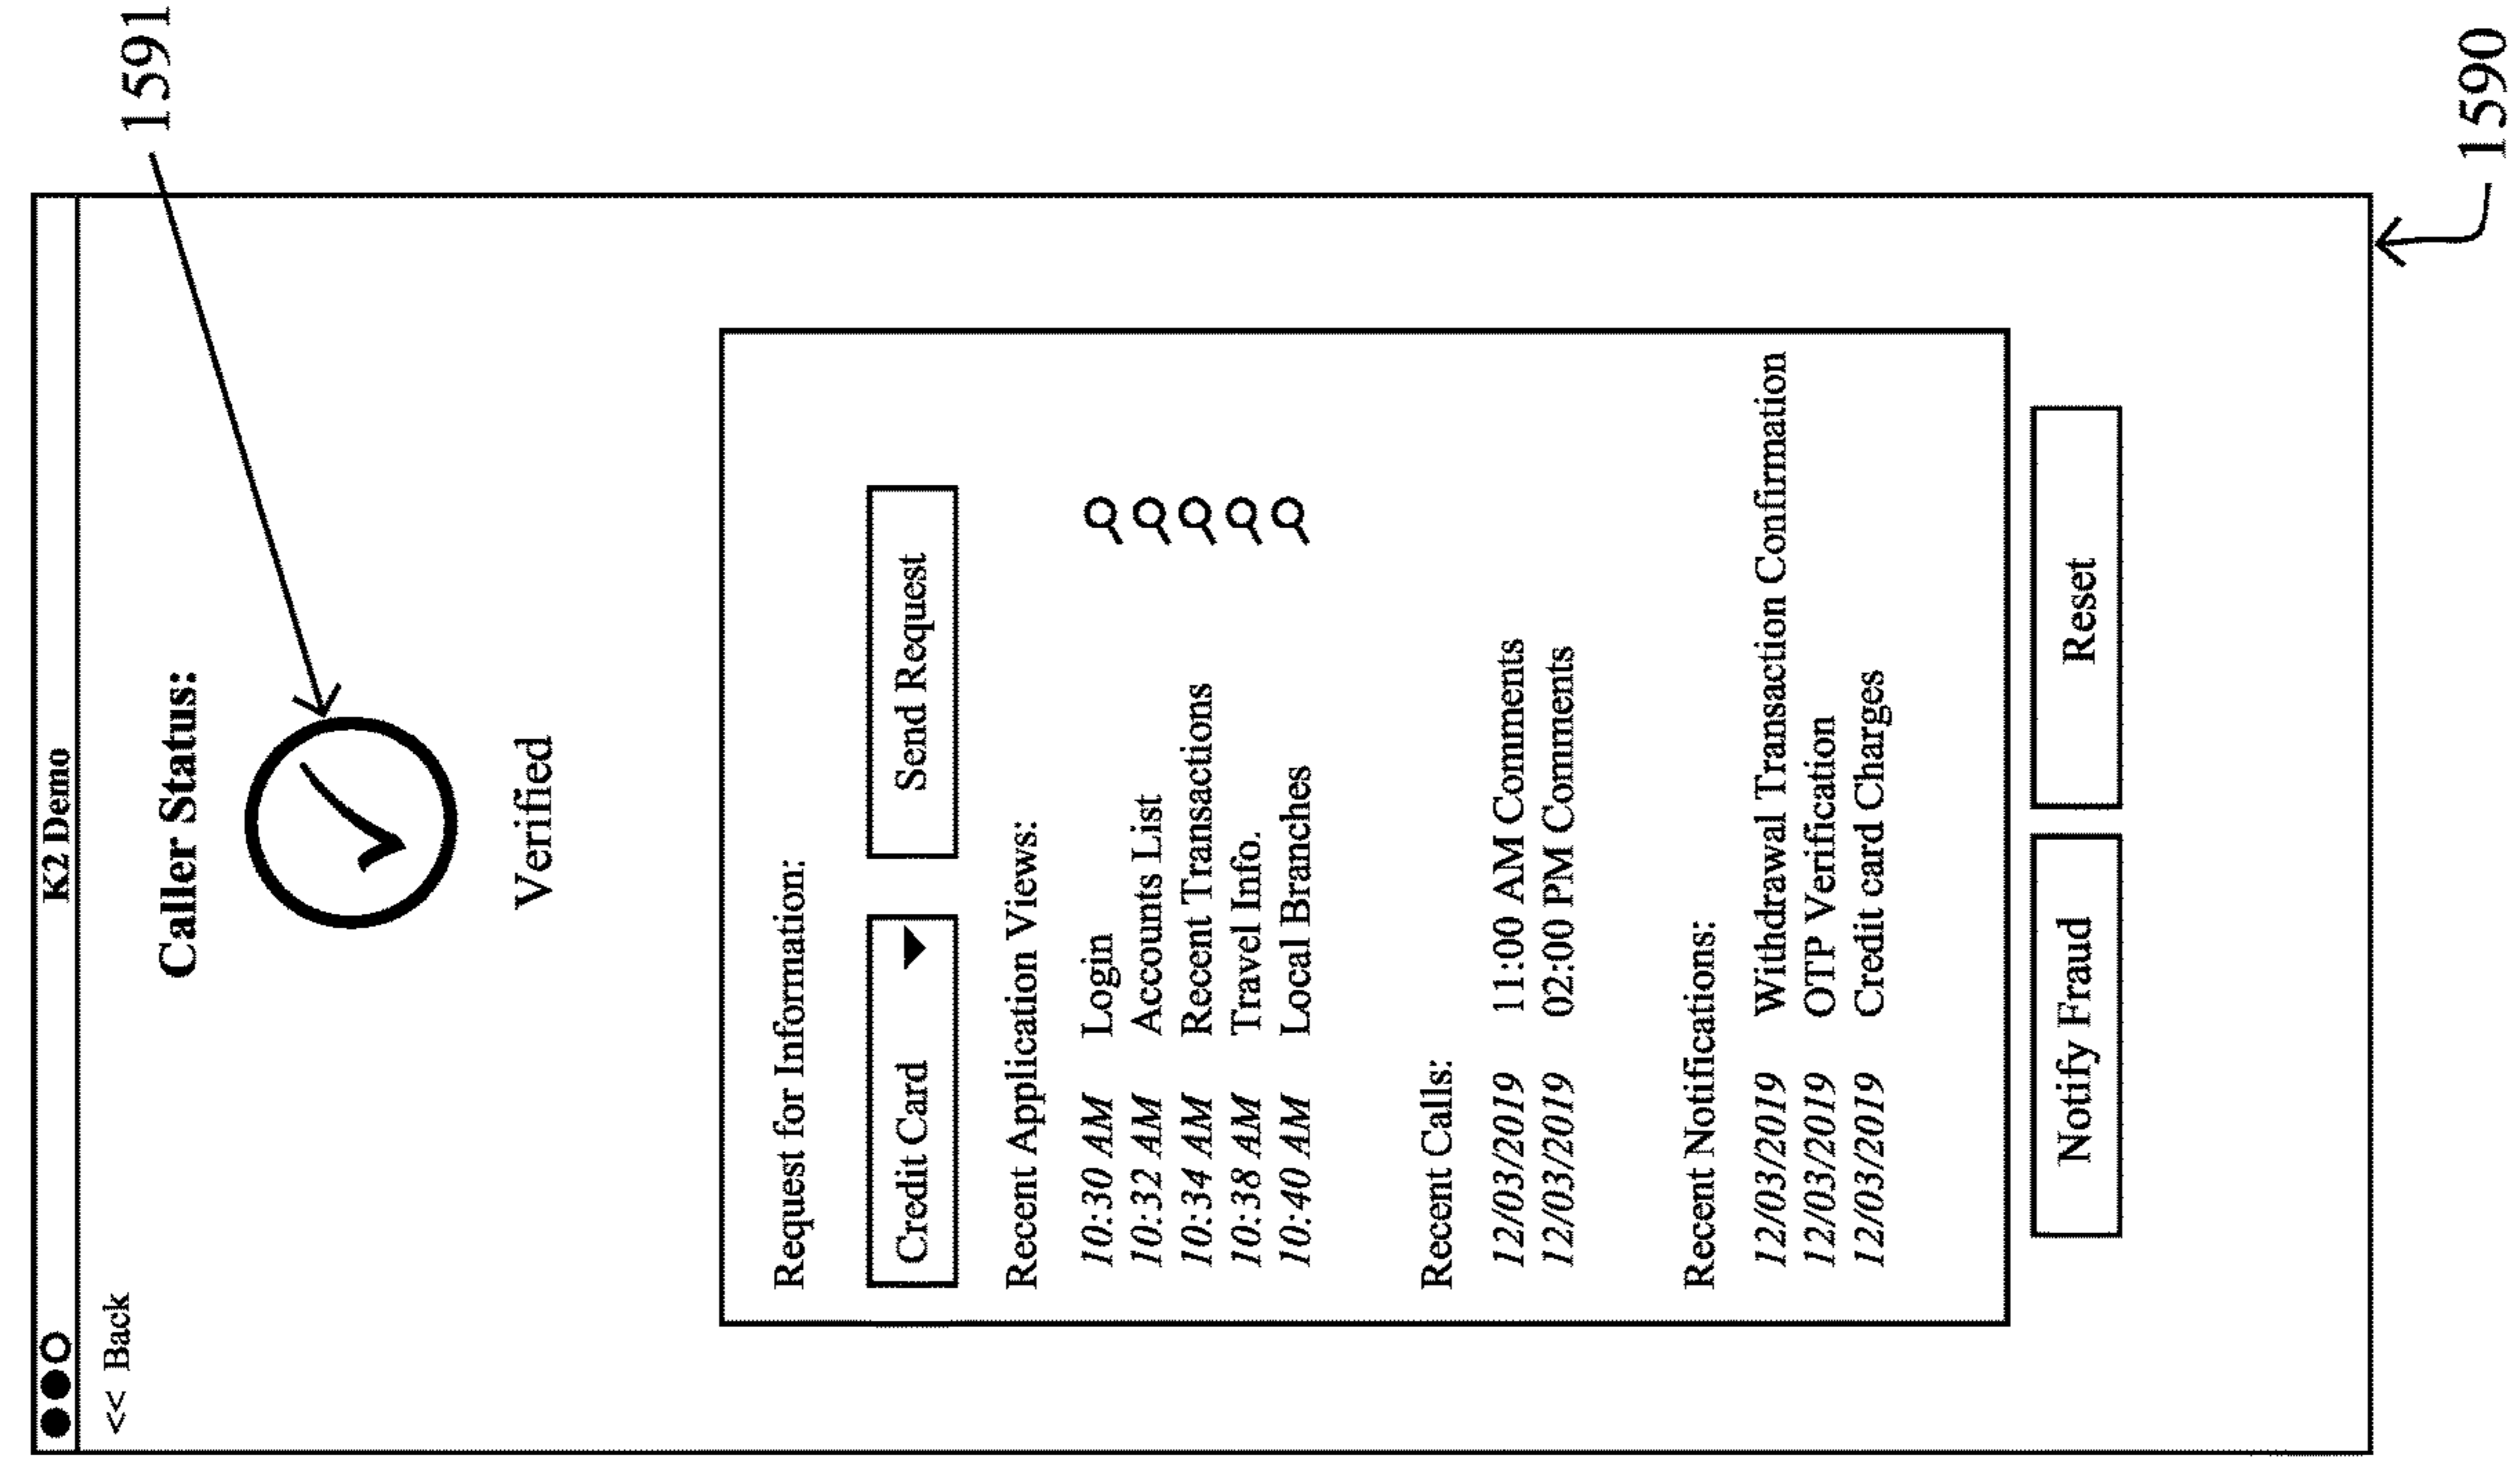 K2 Demo
<< Back
1591
Caller Status:
Verified
Request for Information:
Credit Card Send Request
Recent Application Views:
10:30 AM Login
10:32 AM Accounts List
10:34 AM Recent Transactions
10:38 AM Travel Info.
10:40 AM Local Branches
Recent Calls:
12/03/2019 11:00 AM Comments
12/03/2019 02:00 PM Comments
Recent Notifications:
12/03/2019 Withdrawal Transaction Confirmation
12/03/2019 OTP Verification
12/03/2019 Credit card Charges
Notify Fraud Reset
1590